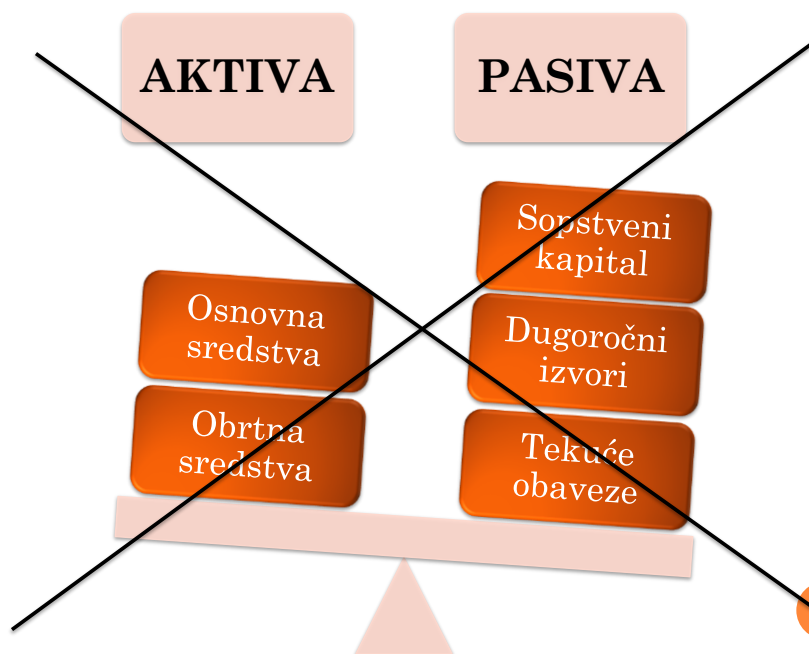 AKTIVA
PASIVA
Osnovna
sredstva
Obrtna
sredstva
Sopstveni
kapital
Dugoročni
izvori
Tekuće
obaveze